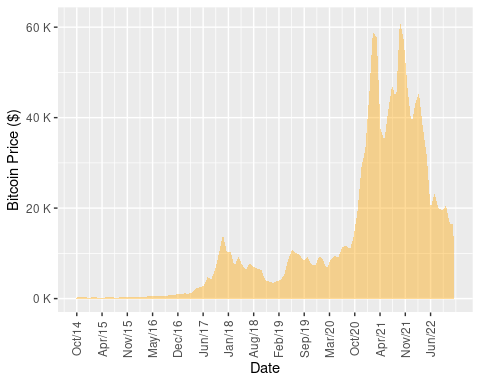 Bitcoin Price ($)
60 K
40 K
20 K
0 K
Oct/14
Apr/15
Nov/15
May/16
Dec/16
Jun/17
Jan/18
Aug/18
Feb/19
Sep/19
Mar/20
Oct/20
Apr/21
Nov/21
Jun/22
Date